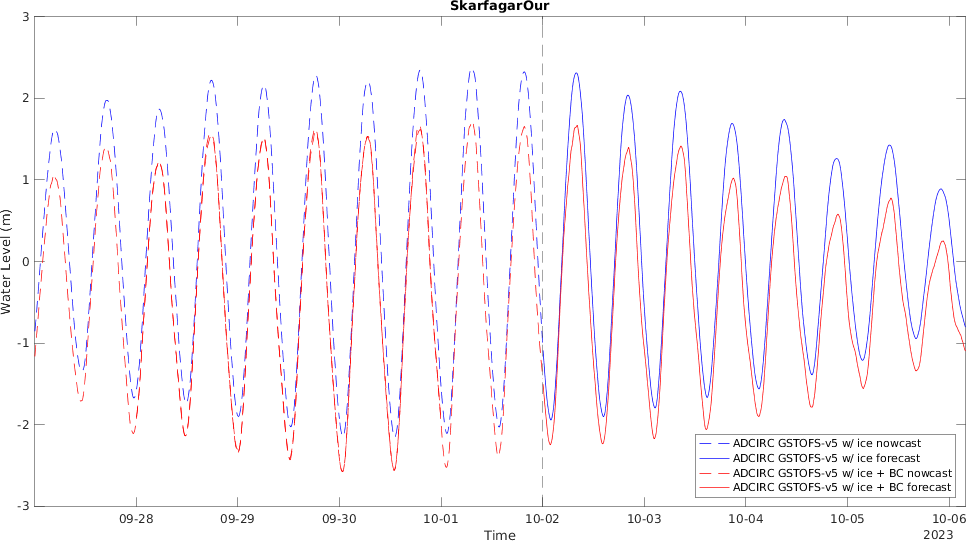 SkarfagarOur
3
2
1
0
-1
-2
-3
Water Level (m)
09-28
09-29
09-30
10-01
10-02
10-03
10-04
10-05
10-06
Time
2023
ADCIRC GSTOFS-v5 w/ ice nowcast
ADCIRC GSTOFS-v5 w/ ice forecast
ADCIRC GSTOFS-v5 w/ ice + BC nowcast
ADCIRC GSTOFS-v5 w/ ice + BC forecast